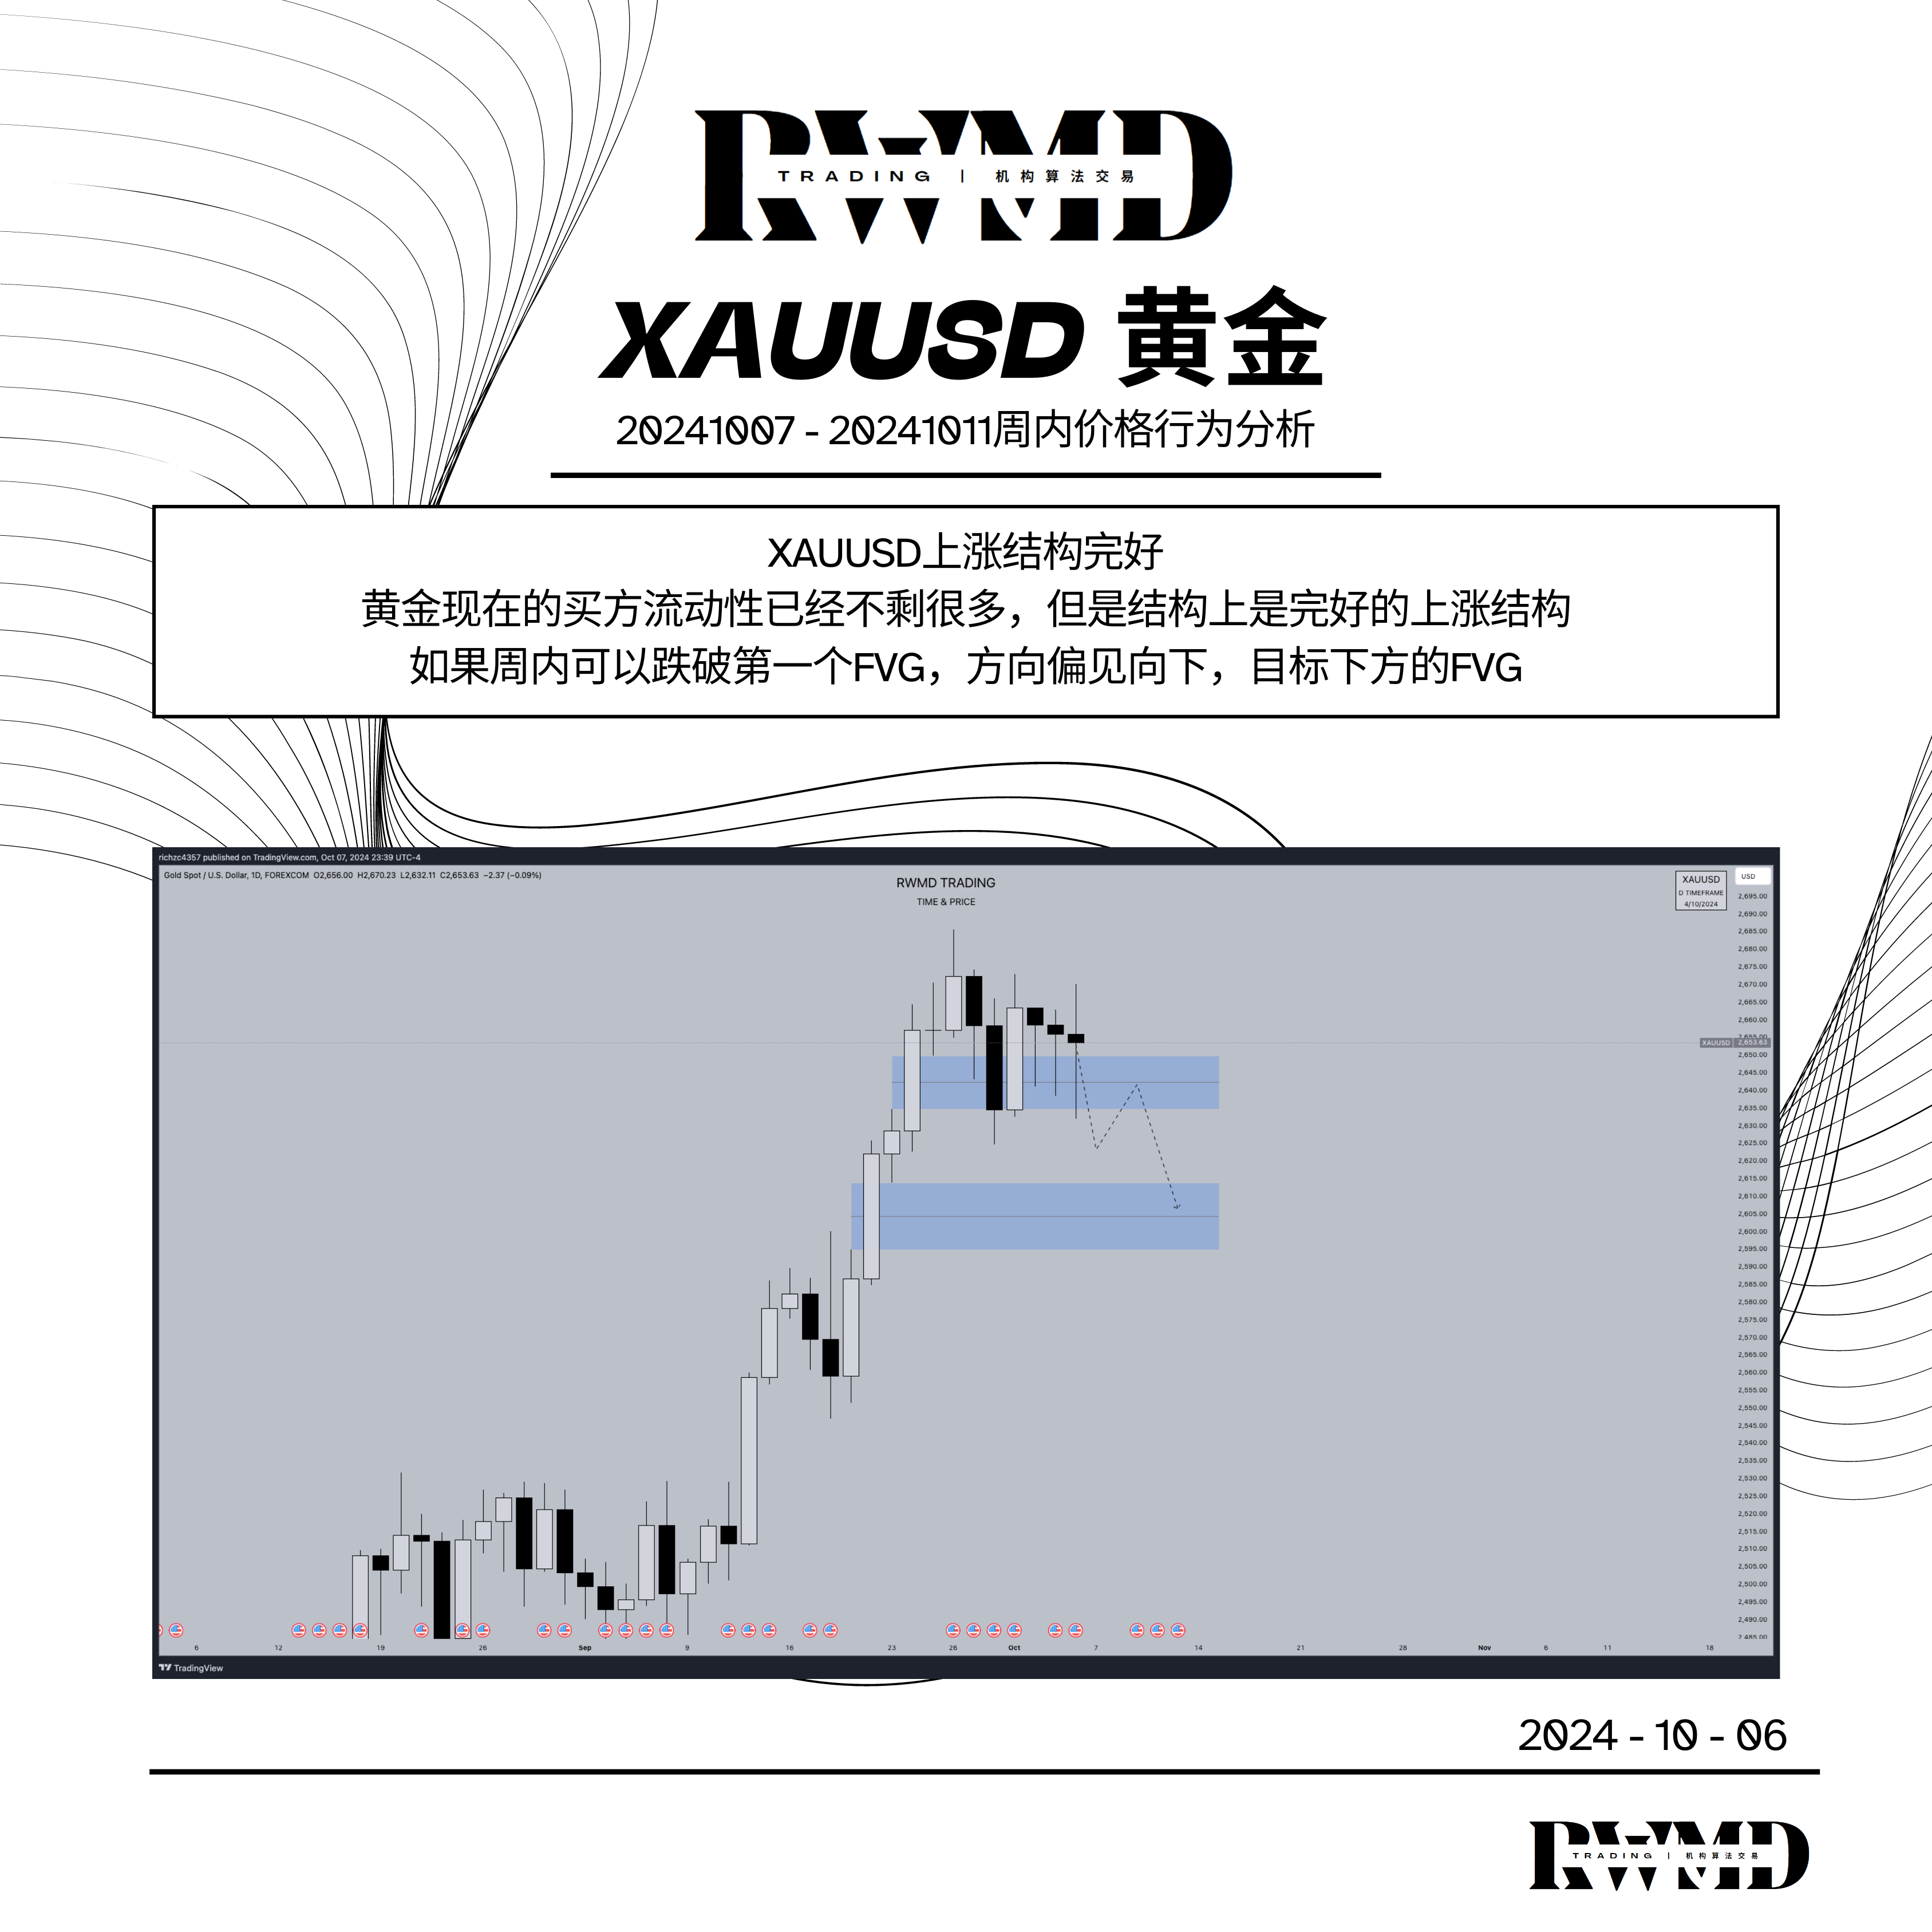 RWMD
TRADING | 机构算法交易
XAUUSD 黄金
20241007 - 20241011周内价格行为分析
XAUUSD上涨结构完好
黄金现在的买方流动性已经不剩很多，但是结构上是完好的上涨结构
如果周内可以跌破第一个FVG，方向偏见向下，目标下方的FVG
richzc4357 published on TradingView.com, Oct 07, 2024 23:39 UTC-4
Gold Spot / U.S. Dollar, 1D, FOREXCOM O2,656.00 H2,670.23 L2,632.11 C2,653.63 −2.37 (−0.09%)
RWMD TRADING
TIME & PRICE
XAUUSD
D TIMEFRAME
4/10/2024
USD
2,695.00
2,690.00
2,685.00
2,680.00
2,675.00
2,670.00
2,665.00
2,660.00
2,655.00
XAUUSD 2,653.63
2,650.00
2,645.00
2,640.00
2,635.00
2,630.00
2,625.00
2,620.00
2,615.00
2,610.00
2,605.00
2,600.00
2,595.00
2,590.00
2,585.00
2,580.00
2,575.00
2,570.00
2,565.00
2,560.00
2,555.00
2,550.00
2,545.00
2,540.00
2,535.00
2,530.00
2,525.00
2,520.00
2,515.00
2,510.00
2,505.00
2,500.00
2,495.00
2,490.00
2,485.00
6 12 19 26 Sep 9 16 23 26 Oct 7 14 21 28 Nov 6 11 18
TradingView
2024 - 10 - 06
RWMD
TRADING | 机构算法交易